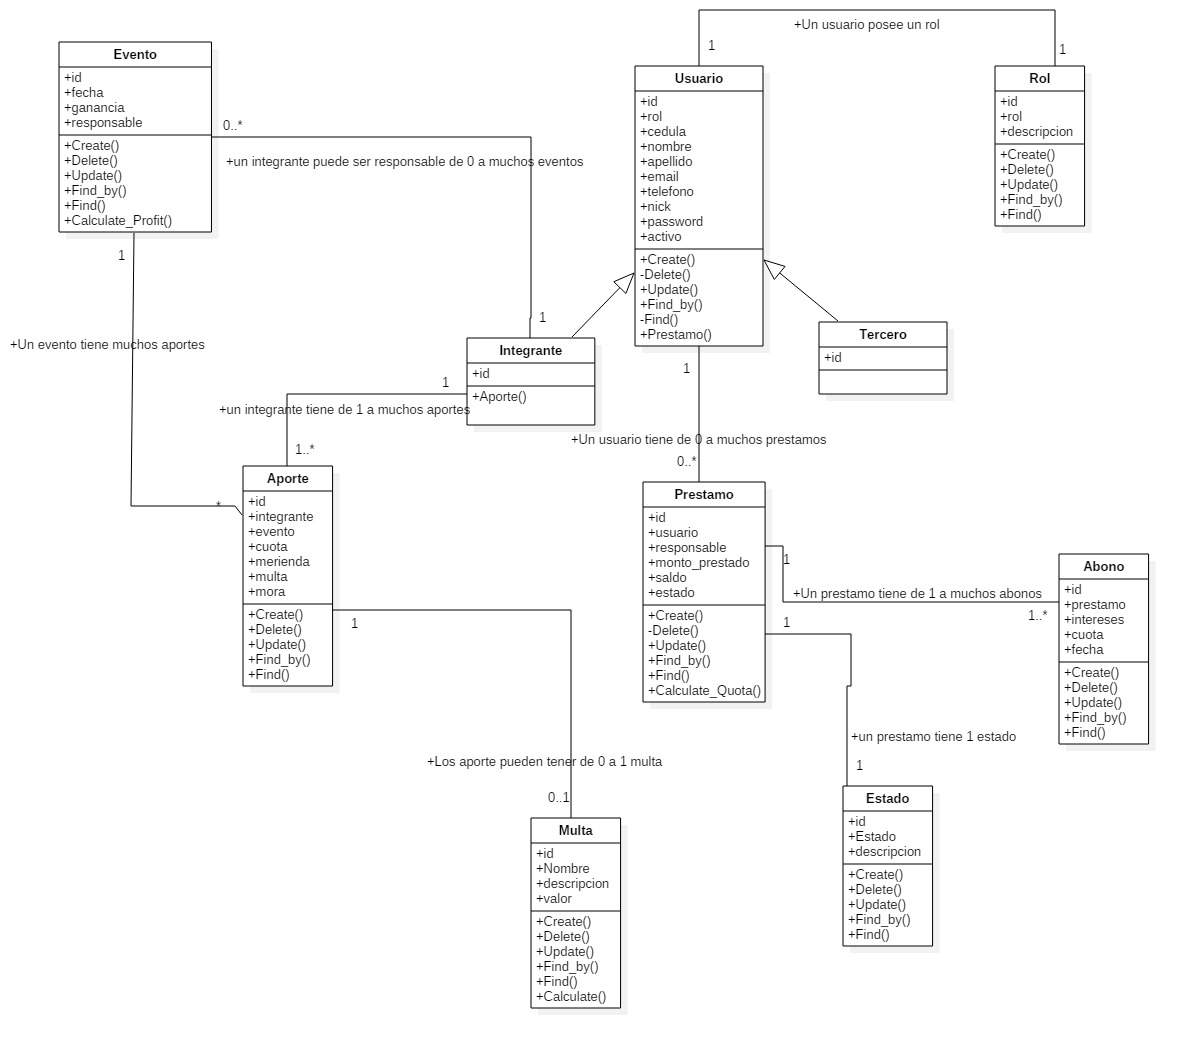 +Un usuario posee un rol
1
1
Evento
+id
+fecha
+ganancia
+responsable
+Create()
+Delete()
+Update()
+Find_by()
+Find()
+Calculate_Profit()
0..*
+un integrante puede ser responsable de 0 a muchos eventos
1
Usuario
+id
+rol
+cedula
+nombre
+apellido
+email
+telefono
+nick
+password
+activo
+Create()
-Delete()
+Update()
+Find_by()
-Find()
+Prestamo()
Rol
+id
+rol
+descripcion
+Create()
+Delete()
+Update()
+Find_by()
+Find()
1
+Un evento tiene muchos aportes
*
Integrante
+id
+Aporte()
Tercero
+id
1
+un integrante tiene de 1 a muchos aportes
1..*
1
+Un usuario tiene de 0 a muchos prestamos
0..*
Aporte
+id
+integrante
+evento
+cuota
+merienda
+multa
+mora
+Create()
+Delete()
+Update()
+Find_by()
+Find()
Prestamo
+id
+usuario
+responsable
+monto_prestado
+saldo
+estado
+Create()
-Delete()
+Update()
+Find_by()
+Find()
+Calculate_Quota()
1
+Un prestamo tiene de 1 a muchos abonos
1..*
Abono
+id
+prestamo
+intereses
+cuota
+fecha
+Create()
+Delete()
+Update()
+Find_by()
+Find()
1
+Los aporte pueden tener de 0 a 1 multa
0..1
1
+un prestamo tiene 1 estado
1
Multa
+id
+Nombre
+descripcion
+valor
+Create()
+Delete()
+Update()
+Find_by()
+Find()
+Calculate()
Estado
+id
+Estado
+descripcion
+Create()
+Delete()
+Update()
+Find_by()
+Find()